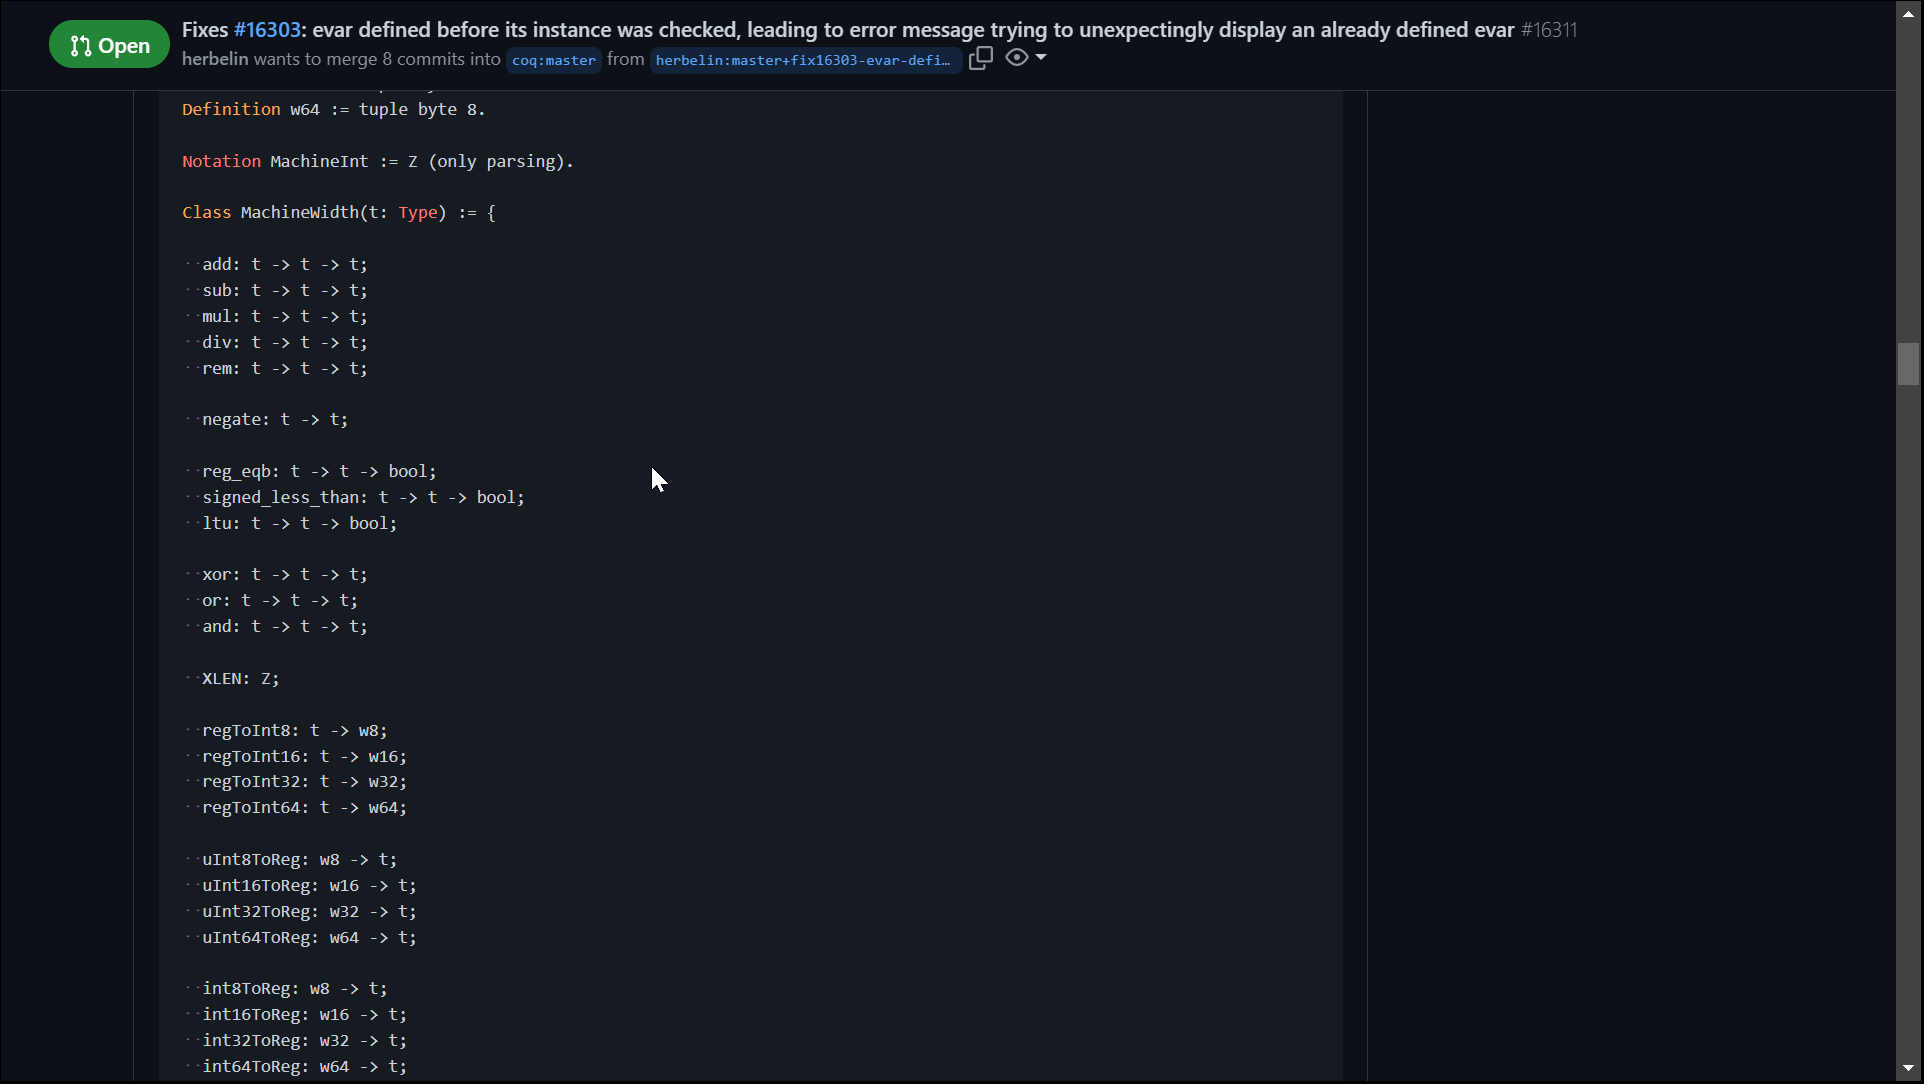 Open
Fixes #16303: evar defined before its instance was checked, leading to error message trying to unexpectingly display an already defined evar #16311
herbelin wants to merge 8 commits into coq:master from herbelin:master+fix16303-evar-defi…
Definition w64 := tuple byte 8.
Notation MachineInt := Z (only parsing).
Class MachineWidth(t: Type) := {
add: t -> t -> t;
sub: t -> t -> t;
mul: t -> t -> t;
div: t -> t -> t;
rem: t -> t -> t;
negate: t -> t;
reg_eqb: t -> t -> bool;
signed_less_than: t -> t -> bool;
ltu: t -> t -> bool;
xor: t -> t -> t;
or: t -> t -> t;
and: t -> t -> t;
XLEN: Z;
regToInt8: t -> w8;
regToInt16: t -> w16;
regToInt32: t -> w32;
regToInt64: t -> w64;
uInt8ToReg: w8 -> t;
uInt16ToReg: w16 -> t;
uInt32ToReg: w32 -> t;
uInt64ToReg: w64 -> t;
int8ToReg: w8 -> t;
int16ToReg: w16 -> t;
int32ToReg: w32 -> t;
int64ToReg: w64 -> t;